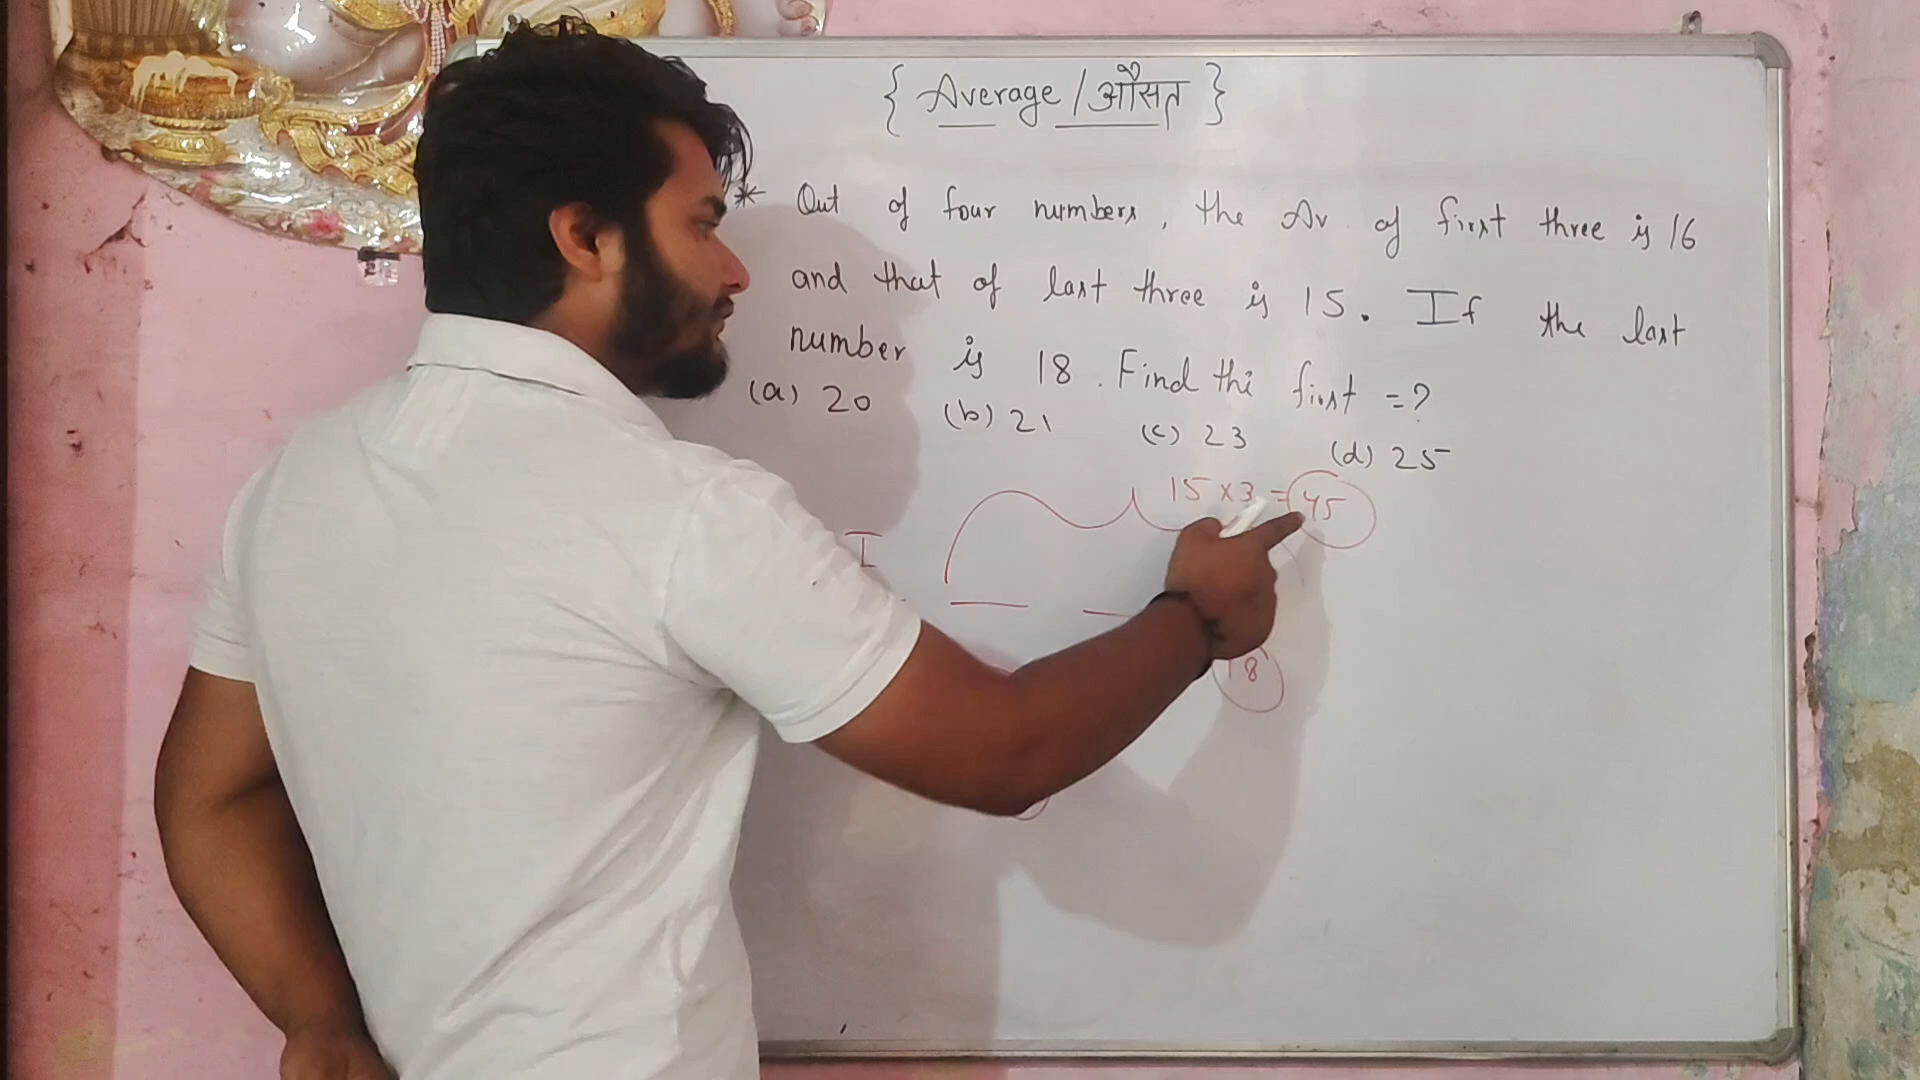 { Average / औसत }
* Out of four numbers, the Av. of first three is 16
and that of last three is 15. If the last
number is 18. Find the first = ?
(a) 20 (b) 21 (c) 23 (d) 25
15 x 3 = 45
I
18